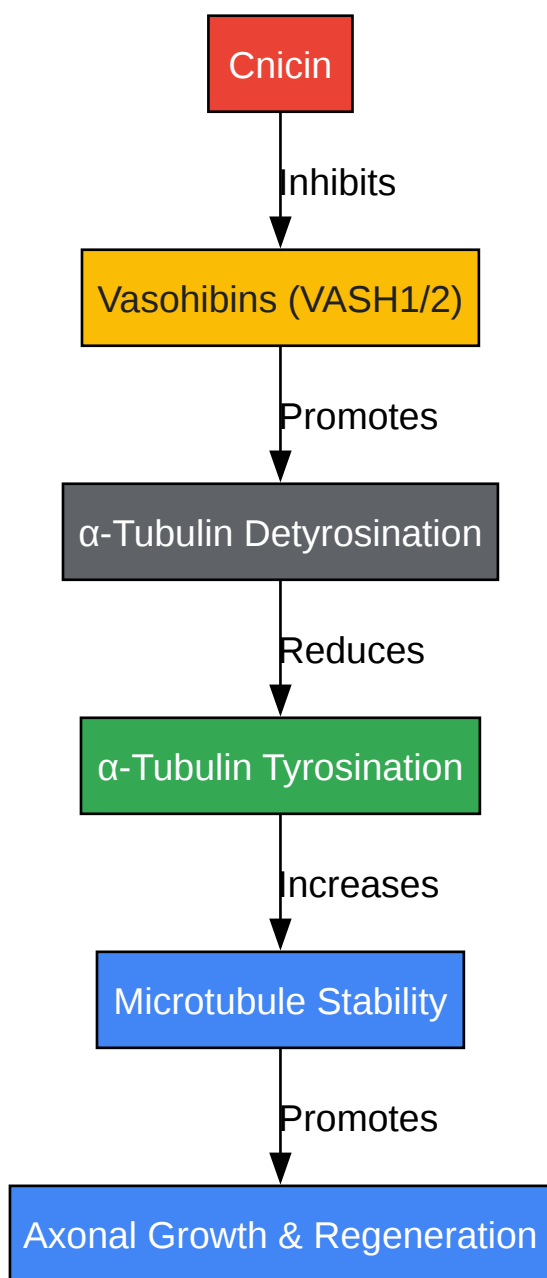 Cnicin
Inhibits
Vasohibins (VASH1/2)
Promotes
α-Tubulin Detyrosination
Reduces
α-Tubulin Tyrosination
Increases
Microtubule Stability
Promotes
Axonal Growth & Regeneration